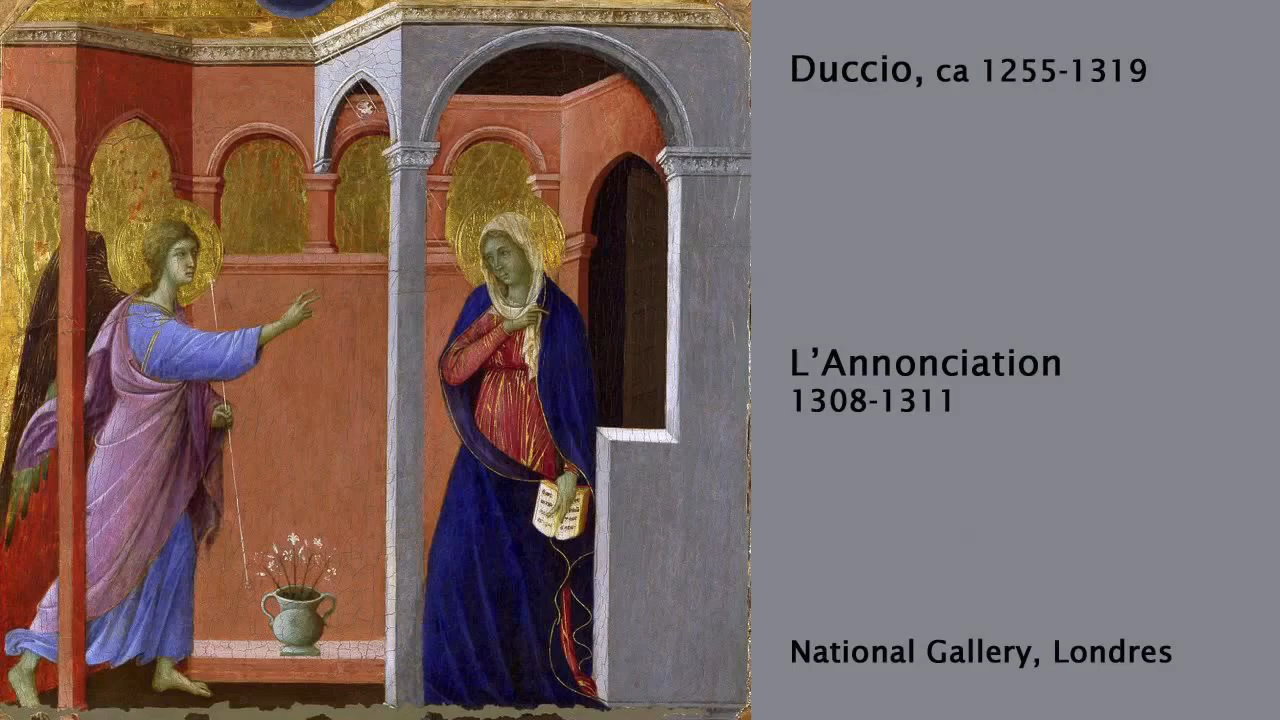 Duccio, ca 1255-1319
L’Annonciation
1308-1311
National Gallery, Londres